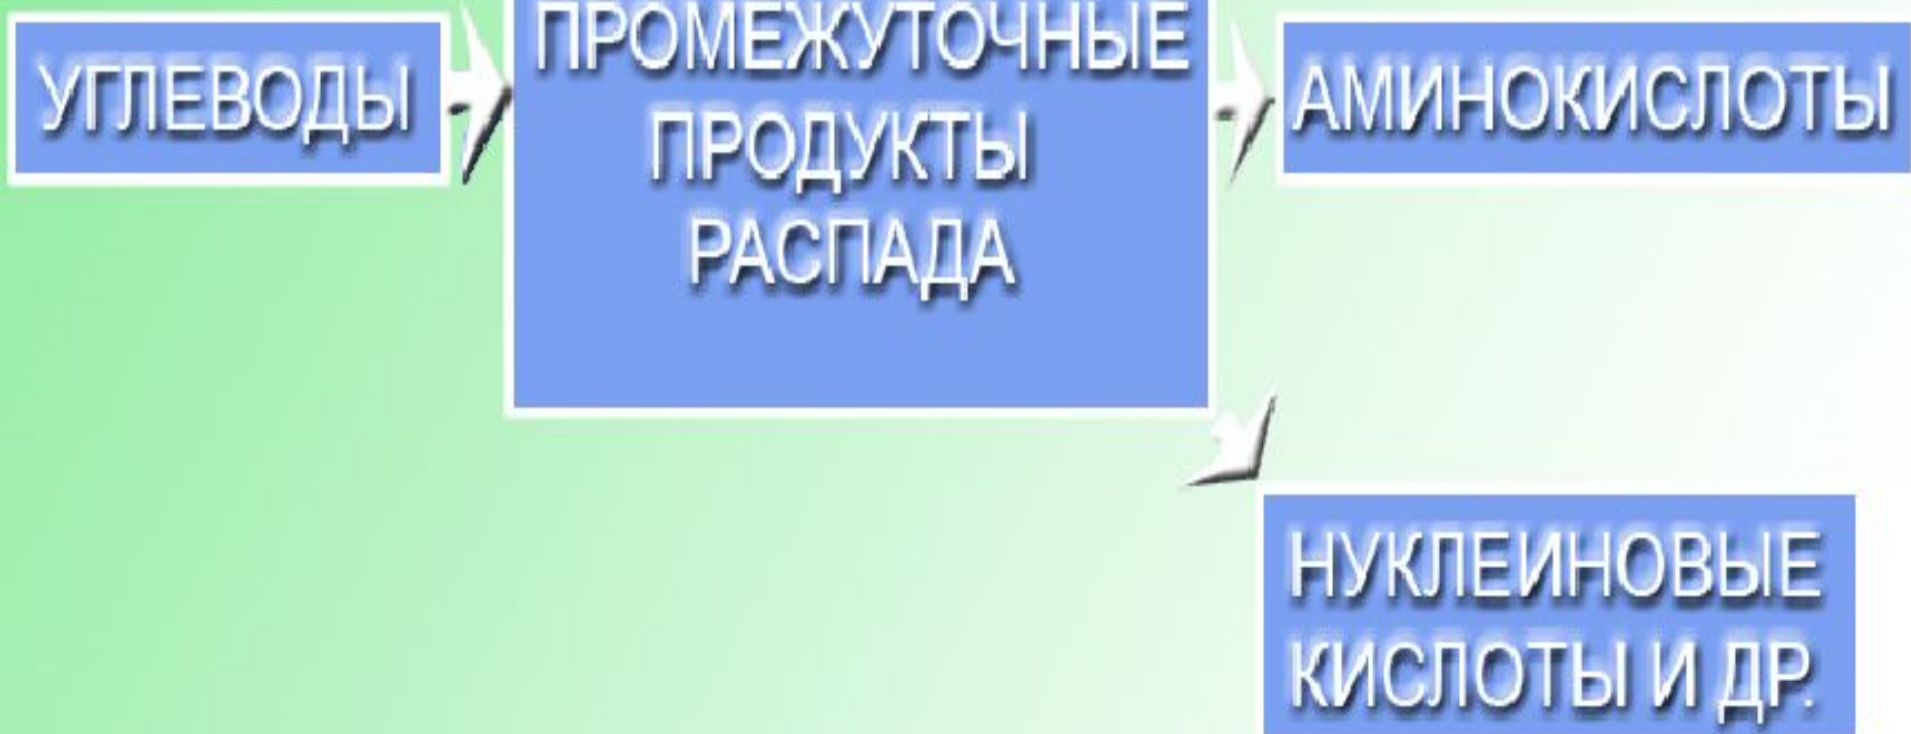 УГЛЕВОДЫ
ПРОМЕЖУТОЧНЫЕ
ПРОДУКТЫ
РАСПАДА
АМИНОКИСЛОТЫ
НУКЛЕИНОВЫЕ
КИСЛОТЫ И ДР.